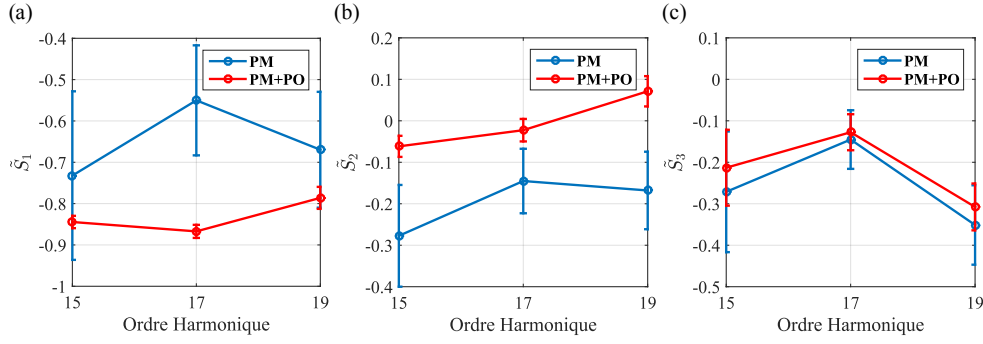 (a)
-0.4
-0.5
-0.6
-0.7
-0.8
-0.9
-1
S̃₁
15 17 19
Ordre Harmonique
PM
PM+PO
(b)
0.2
0.1
0
-0.1
-0.2
-0.3
-0.4
S̃₂
15 17 19
Ordre Harmonique
PM
PM+PO
(c)
0.1
0
-0.1
-0.2
-0.3
-0.4
-0.5
S̃₃
15 17 19
Ordre Harmonique
PM
PM+PO